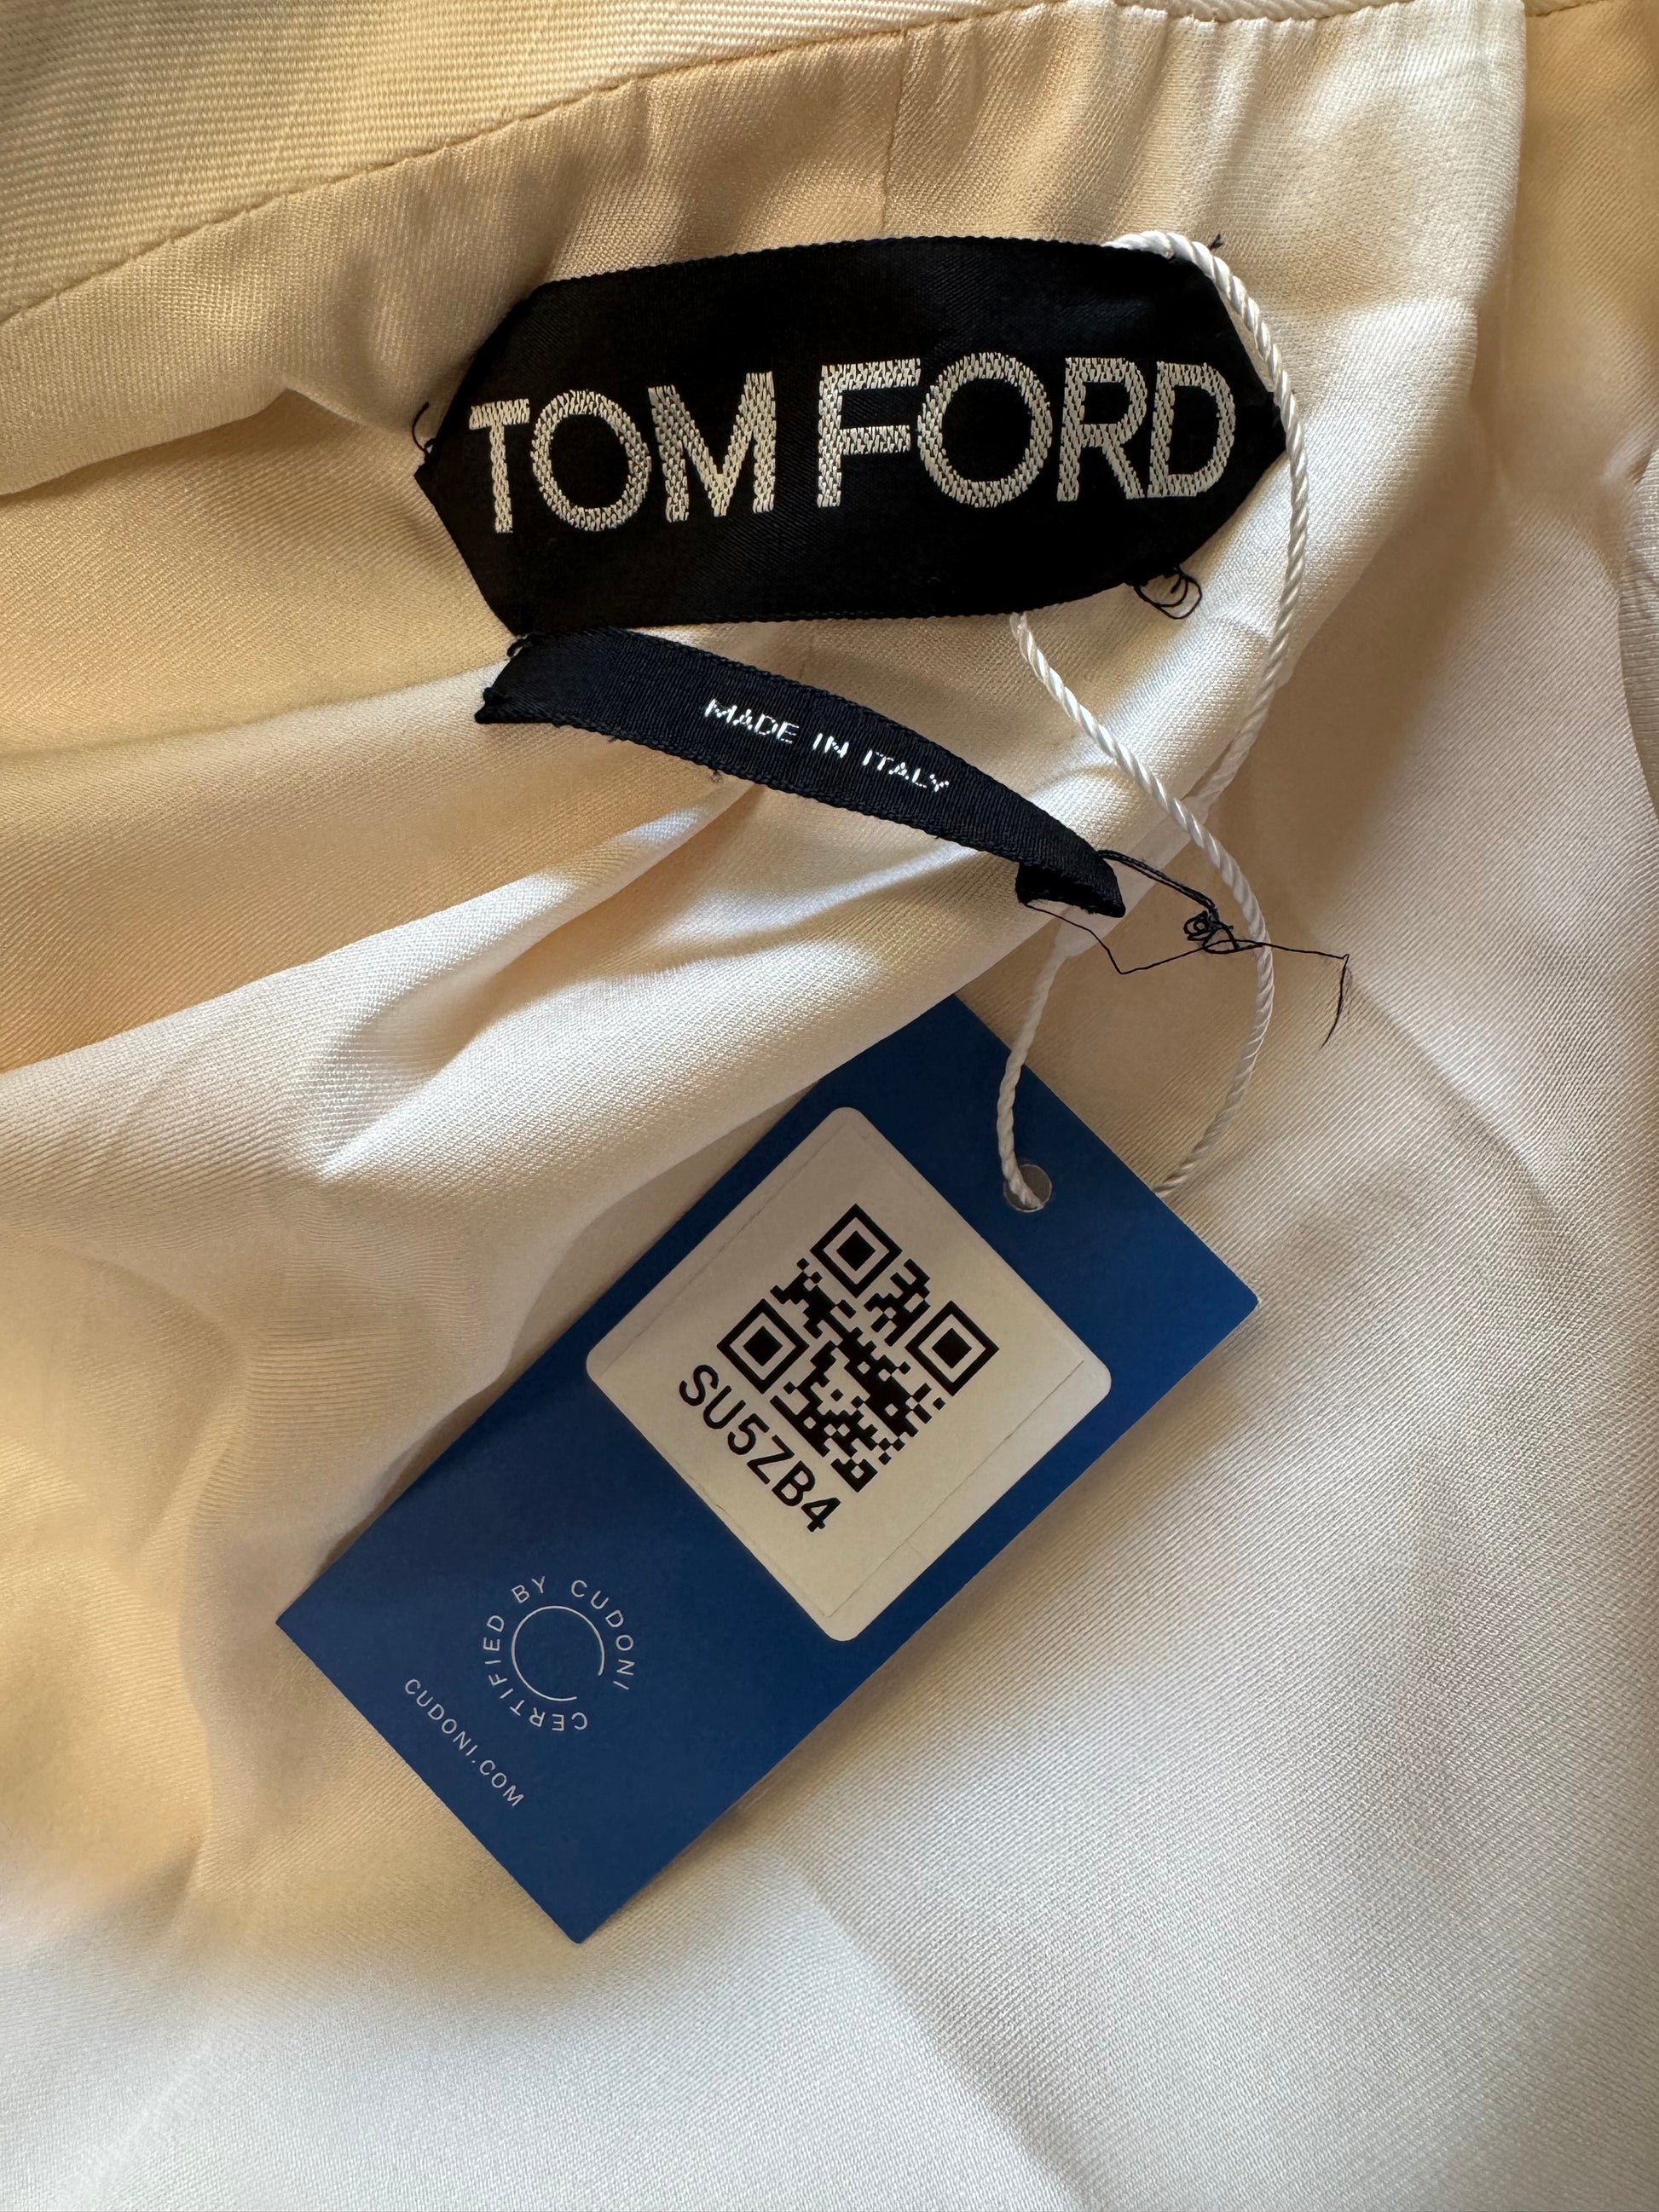 TOM FORD
MADE IN ITALY
SU5ZB4
CERTIFIED BY CUDONI
CUDONI.COM